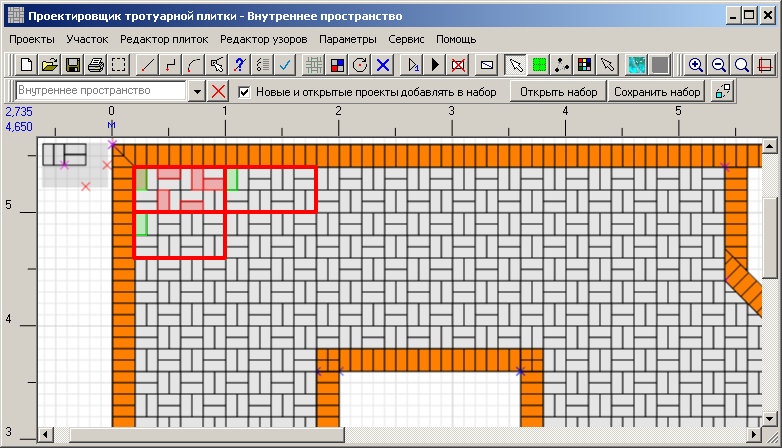 Проектировщик тротуарной плитки - Внутреннее пространство
Проекты Участок Редактор плиток Редактор узоров Параметры Сервис Помощь
Внутреннее пространство Новые и открытые проекты добавлять в набор Открыть набор Сохранить набор
2,735 0 1 2 3 4 5
4,650 м
5
4
3